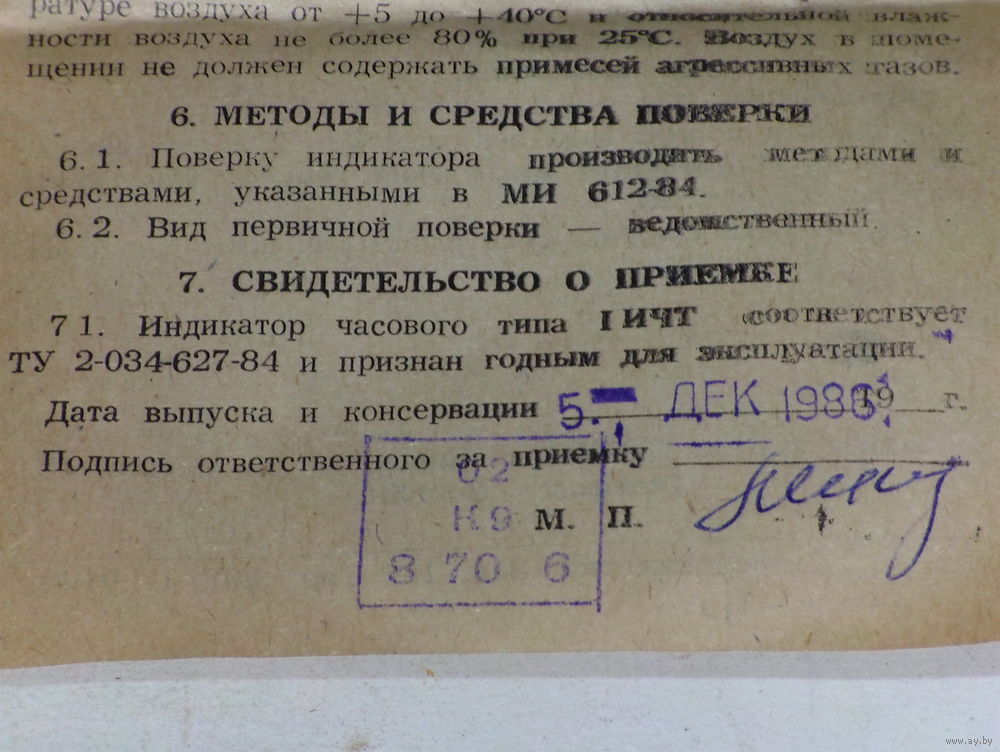 ратуре воздуха от +5 до +40°С и относительной влаж-
ности воздуха не более 80% при 25°С. Воздух в поме-
щении не должен содержать примесей агрессивных газов.
6. МЕТОДЫ И СРЕДСТВА ПОВЕРКИ
6. 1. Поверку индикатора производить методами и
средствами, указанными в МИ 612-84.
6. 2. Вид первичной поверки — ведомственный.
7. СВИДЕТЕЛЬСТВО О ПРИЕМКЕ
7 1. Индикатор часового типа I ИЧТ соответствует
ТУ 2-034-627-84 и признан годным для эксплуатации.
Дата выпуска и консервации 5. ДЕК 1986 19 г.
Подпись ответственного за приемку
02
К9
М. П.
8 70 6
www.ay.by